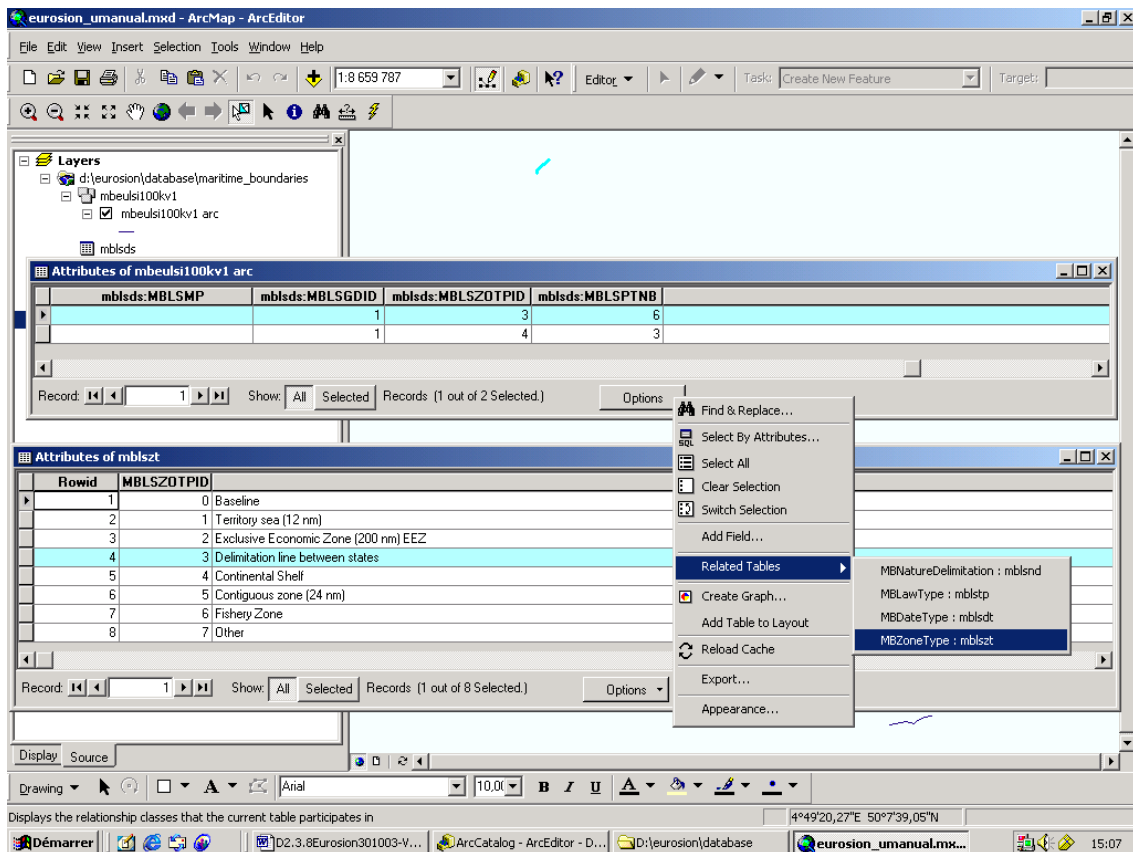 eurosion_umanual.mxd - ArcMap - ArcEditor
File Edit View Insert Selection Tools Window Help
1:8 659 787
Editor
Task:
Create New Feature
Target:
Layers
d:\eurosion\database\maritime_boundaries
mbeulsi100kv1
mbeulsi100kv1 arc
mblsds
Attributes of mbeulsi100kv1 arc
mblsds:MBLSMP mblsds:MBLSGDID mblsds:MBLSZOTPID mblsds:MBLSPTNB
1 3 6
1 4 3
Record: 1 Show: All Selected Records (1 out of 2 Selected.) Options
Find & Replace...
SQL Select By Attributes...
Select All
Clear Selection
Switch Selection
Add Field...
Related Tables
Create Graph...
Add Table to Layout
Reload Cache
Export...
Appearance...
MBNatureDelimitation : mblsnd
MBLawType : mblstp
MBDateType : mblsdt
MBZoneType : mblszt
Attributes of mblszt
Rowid MBLSZOTPID
1 0 Baseline
2 1 Territory sea (12 nm)
3 2 Exclusive Economic Zone (200 nm) EEZ
4 3 Delimitation line between states
5 4 Continental Shelf
6 5 Contiguous zone (24 nm)
7 6 Fishery Zone
8 7 Other
Record: 1 Show: All Selected Records (1 out of 8 Selected.) Options
Display Source
Drawing A Arial 10,0 B I U A
Displays the relationship classes that the current table participates in
4°49'20,27"E 50°7'39,05"N
Démarrer
D2.3.8Eurosion301003-V...
ArcCatalog - ArcEditor - D...
D:\eurosion\database
eurosion_umanual.mx...
15:07